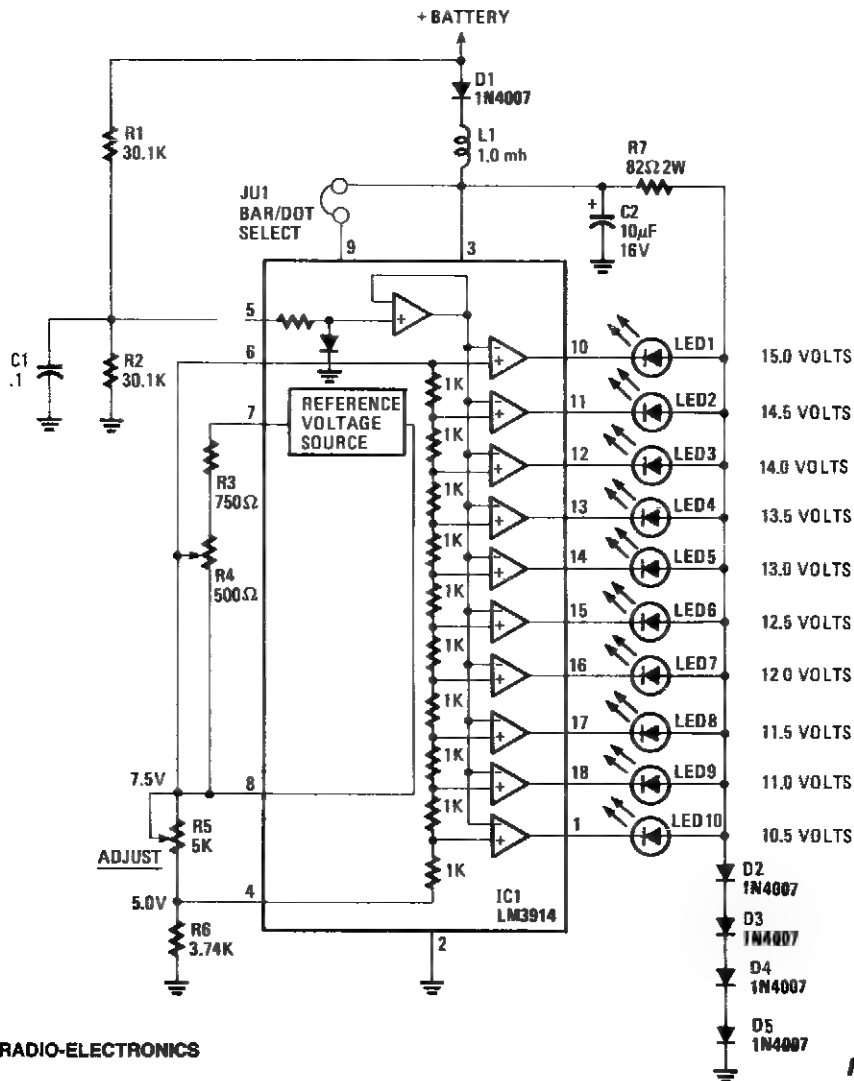 + BATTERY
D1
1N4007
R1
30.1K
L1
1.0 mh
R7
82Ω 2W
JU1
BAR/DOT
SELECT
+
C2
10µF
16V
9
3
5
C1
.1
R2
30.1K
6
7
REFERENCE
VOLTAGE
SOURCE
R3
750Ω
R4
500Ω
+
1K
1K
1K
1K
1K
1K
1K
1K
1K
1K
− + 10 LED1 15.0 VOLTS
− + 11 LED2 14.5 VOLTS
− + 12 LED3 14.0 VOLTS
− + 13 LED4 13.5 VOLTS
− + 14 LED5 13.0 VOLTS
− + 15 LED6 12.5 VOLTS
− + 16 LED7 12.0 VOLTS
− + 17 LED8 11.5 VOLTS
− + 18 LED9 11.0 VOLTS
− + 1 LED10 10.5 VOLTS
7.5V
8
R5
5K
ADJUST
5.0V
4
R6
3.74K
2
IC1
LM3914
D2
1N4007
D3
1N4007
D4
1N4007
D5
1N4007
RADIO-ELECTRONICS